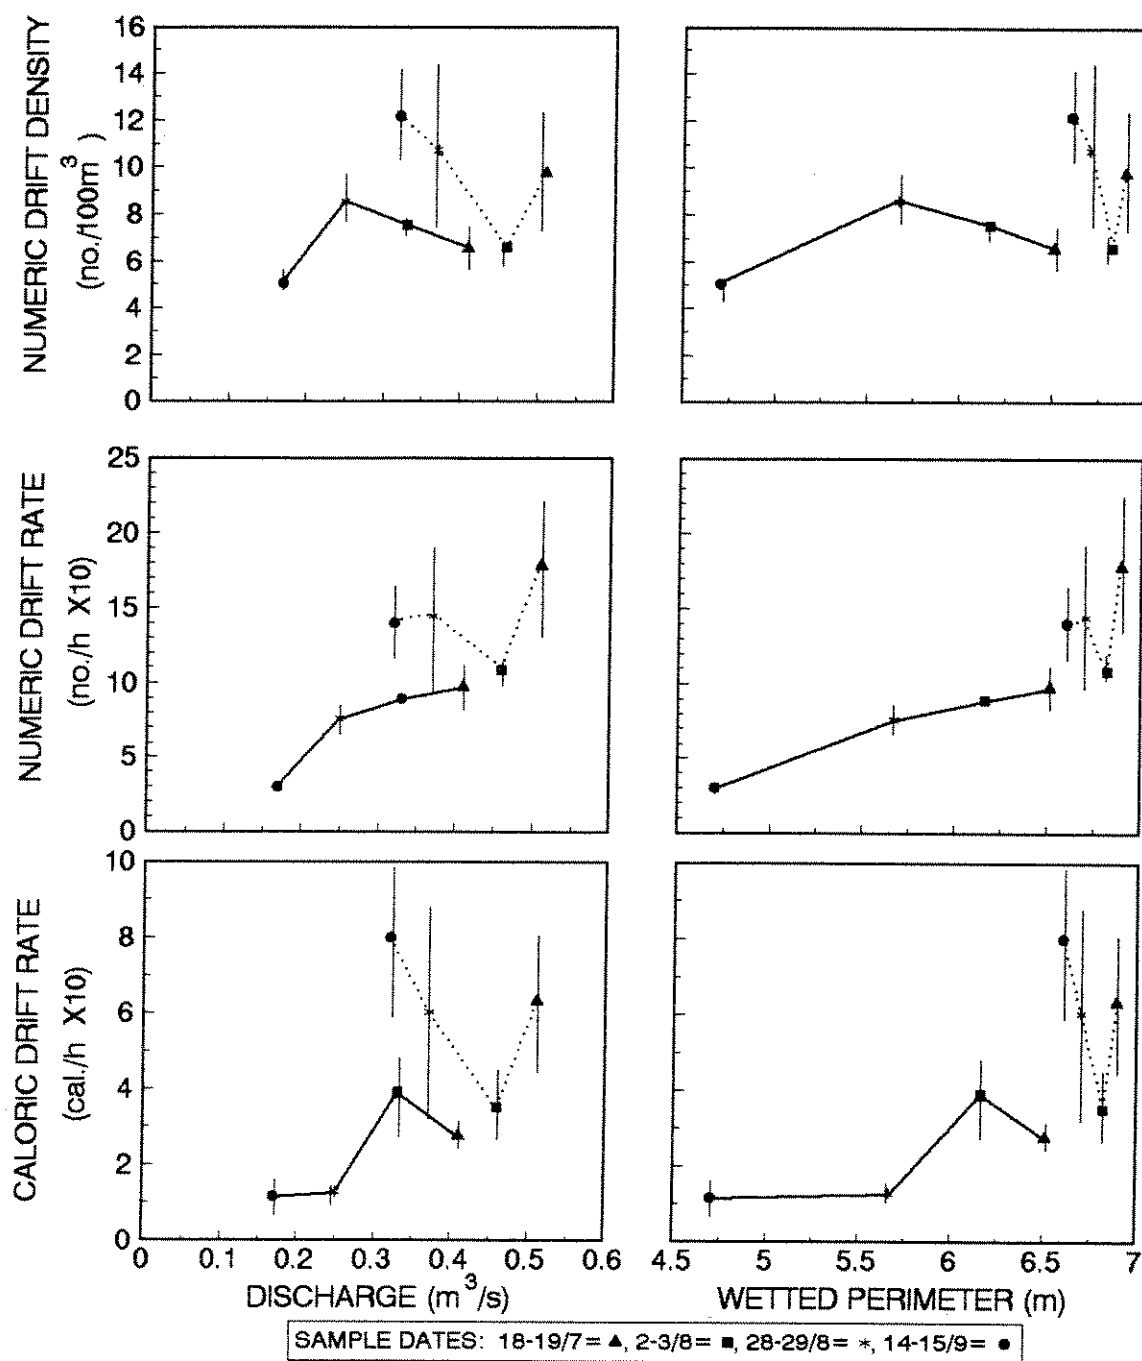 NUMERIC DRIFT DENSITY
(no./100m³)
16
14
12
10
8
6
4
2
0
NUMERIC DRIFT RATE
(no./h X10)
25
20
15
10
5
0
CALORIC DRIFT RATE
(cal./h X10)
10
8
6
4
2
0
0 0.1 0.2 0.3 0.4 0.5 0.6
DISCHARGE (m³/s)
4.5 5 5.5 6 6.5 7
WETTED PERIMETER (m)
SAMPLE DATES: 18-19/7= ▲, 2-3/8= ■, 28-29/8= *, 14-15/9= ●